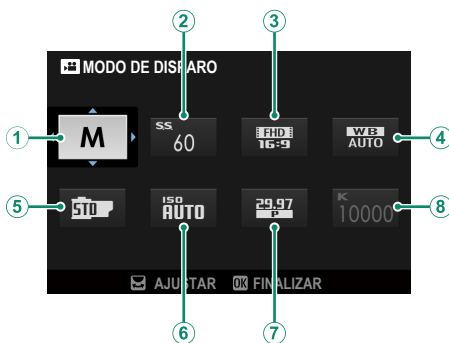 2 3
MODO DE DISPARO
1 M S.S. 60 FHD 16:9 WB AUTO 4
5 STD ISO AUTO 29.97 P K 10000 8
AJUSTAR OK FINALIZAR
6 7